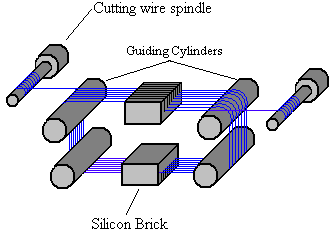 Cutting wire spindle
Guiding Cylinders
Silicon Brick